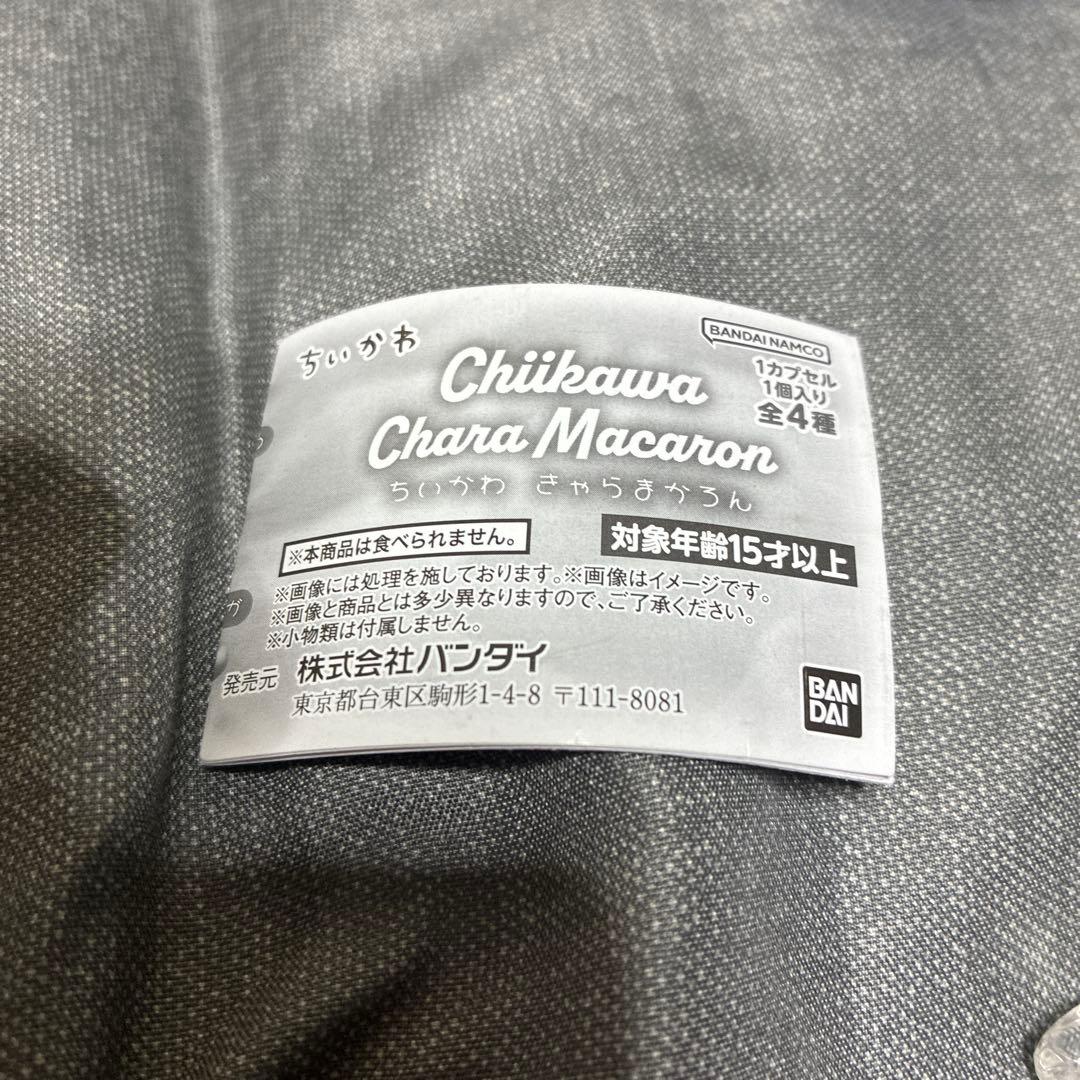 ちいかわ
BANDAI NAMCO
Chiikawa
Chara Macaron
ちいかわ きゃらまかろん
1カプセル
1個入り
全4種
※本商品は食べられません。
対象年齢15才以上
※画像には処理を施しております。※画像はイメージです。
※画像と商品とは多少異なりますので、ご了承ください。
※小物類は付属しません。
が
発売元 株式会社バンダイ
東京都台東区駒形1-4-8 〒111-8081
BAN
DAI